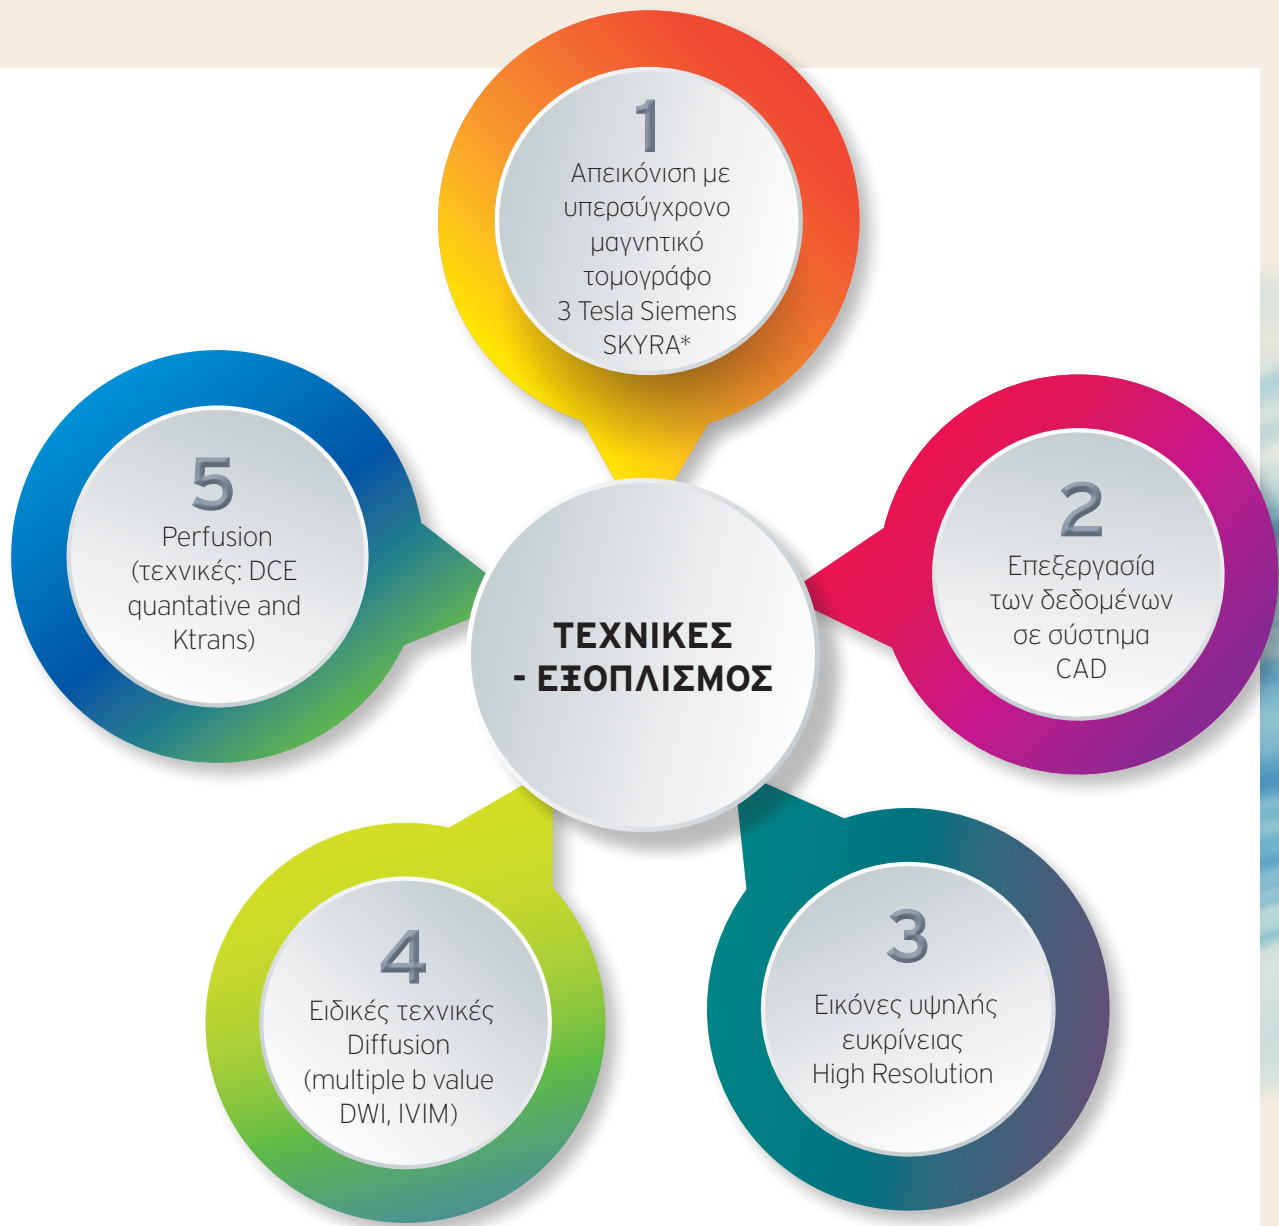 1
Απεικόνιση με
υπερσύγχρονο
μαγνητικό
τομογράφο
3 Tesla Siemens
SKYRA*
2
Επεξεργασία
των δεδομένων
σε σύστημα
CAD
3
Εικόνες υψηλής
ευκρίνειας
High Resolution
4
Ειδικές τεχνικές
Diffusion
(multiple b value
DWI, IVIM)
5
Perfusion
(τεχνικές: DCE
quantative and
Ktrans)
ΤΕΧΝΙΚΕΣ
- ΕΞΟΠΛΙΣΜΟΣ